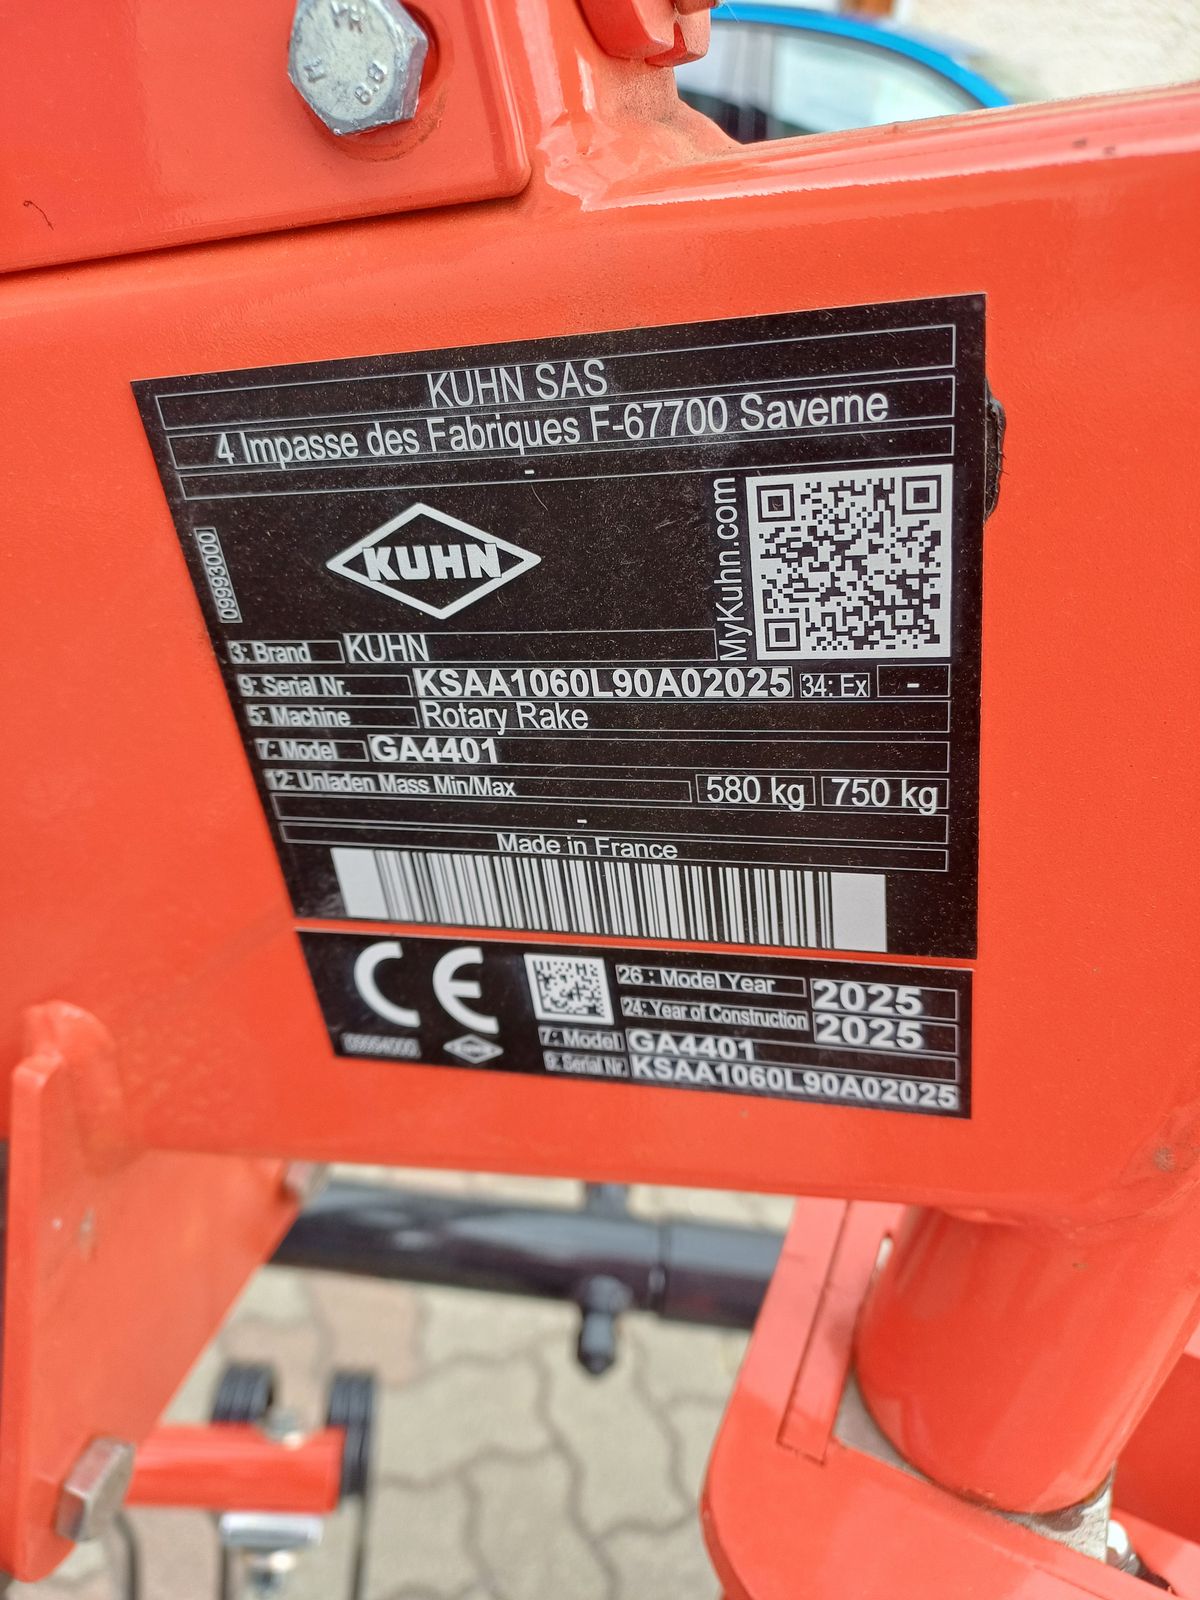 8.8
KUHN SAS
4 Impasse des Fabriques F-67700 Saverne
-
09993000
KUHN
MyKuhn.com
3: Brand KUHN
9: Serial Nr. KSAA1060L90A02025 34: Ex -
5: Machine Rotary Rake
7: Model GA4401
12: Unladen Mass Min/Max 580 kg 750 kg
-
Made in France
CE
26 : Model Year 2025
24: Year of Construction 2025
7: Model GA4401
9: Serial Nr. KSAA1060L90A02025
KUHN